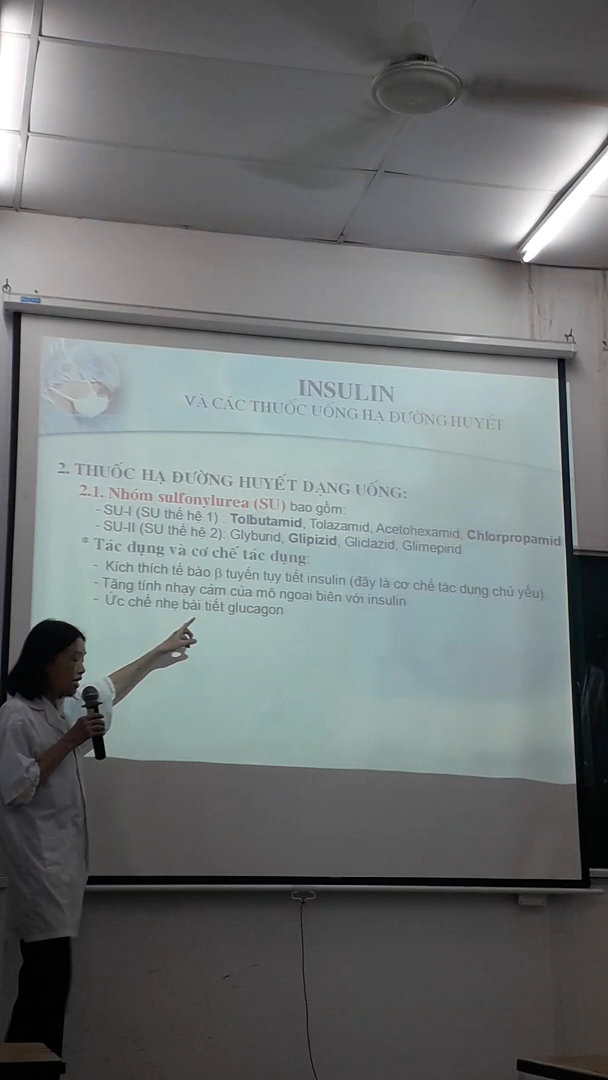 INSULIN
VÀ CÁC THUỐC UỐNG HẠ ĐƯỜNG HUYẾT
2. THUỐC HẠ ĐƯỜNG HUYẾT DẠNG UỐNG:
2.1. Nhóm sulfonylurea (SU) bao gồm:
- SU-I (SU thế hệ 1) : Tolbutamid, Tolazamid, Acetohexamid, Chlorpropamid
- SU-II (SU thế hệ 2): Glyburid, Glipizid, Gliclazid, Glimepirid
* Tác dụng và cơ chế tác dụng:
- Kích thích tế bào β tuyến tụy tiết insulin (đây là cơ chế tác dụng chủ yếu).
- Tăng tính nhạy cảm của mô ngoại biên với insulin
- Ức chế nhẹ bài tiết glucagon